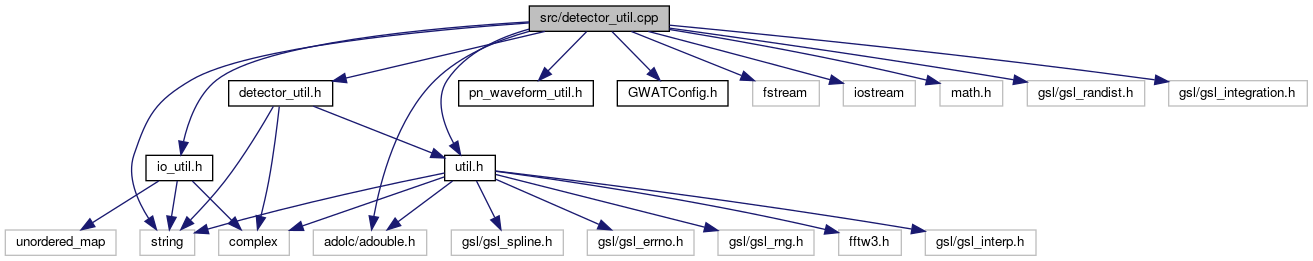 src/detector_util.cpp
detector_util.h
pn_waveform_util.h
GWATConfig.h
fstream
iostream
math.h
gsl/gsl_randist.h
gsl/gsl_integration.h
io_util.h
util.h
unordered_map
string
complex
adolc/adouble.h
gsl/gsl_spline.h
gsl/gsl_errno.h
gsl/gsl_rng.h
fftw3.h
gsl/gsl_interp.h